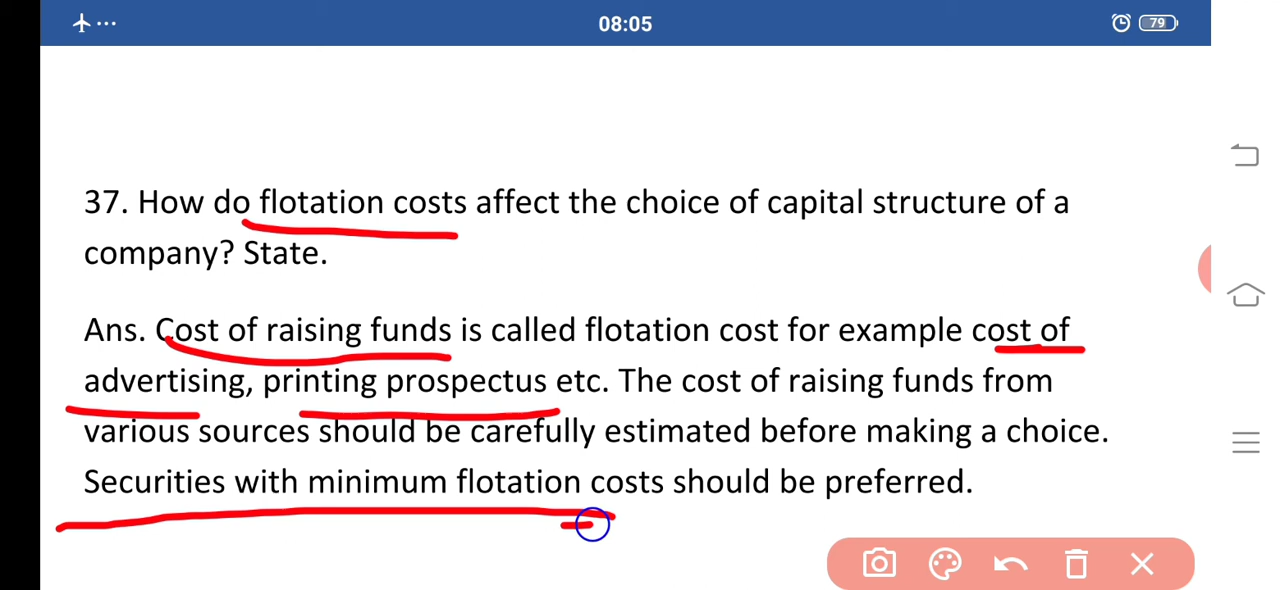 08:05
79
37. How do flotation costs affect the choice of capital structure of a
company? State.
Ans. Cost of raising funds is called flotation cost for example cost of
advertising, printing prospectus etc. The cost of raising funds from
various sources should be carefully estimated before making a choice.
Securities with minimum flotation costs should be preferred.